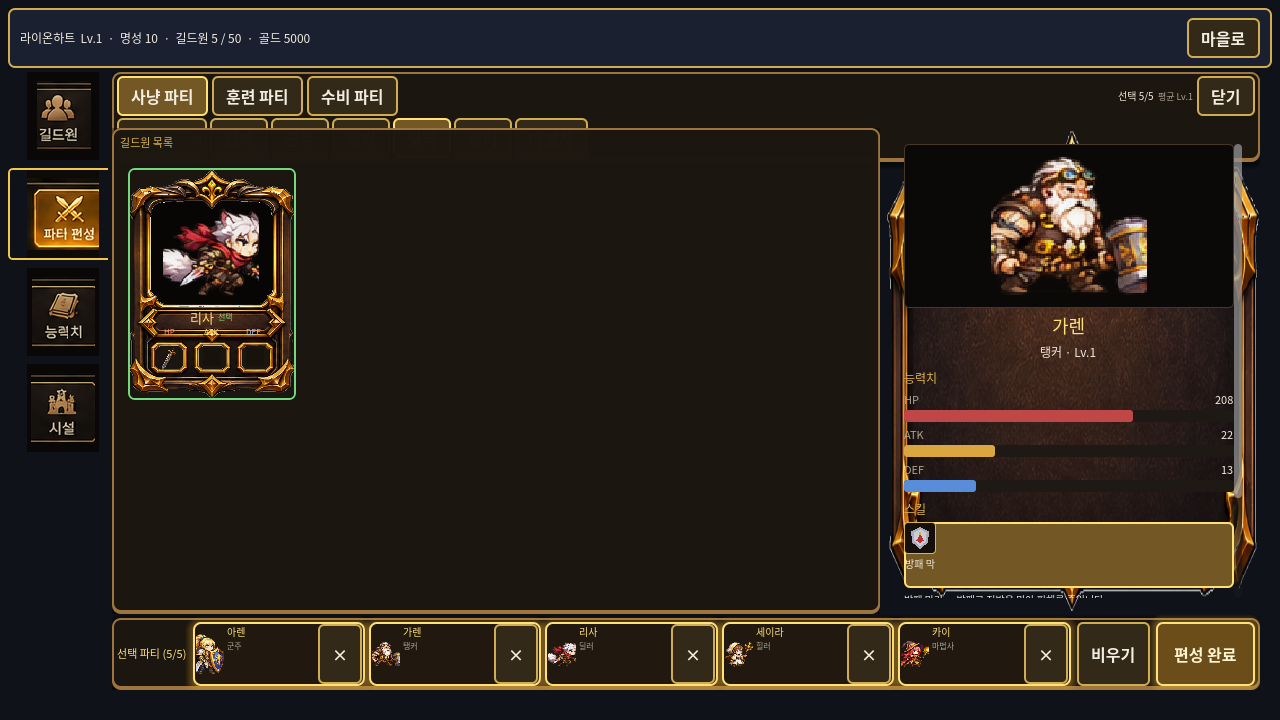 라이온하트 Lv.1 · 명성 10 · 길드원 5 / 50 · 골드 5000
마을로
길드원
파티 편성
능력치
시설
사냥 파티
훈련 파티
수비 파티
선택 5/5 평균 Lv.1
닫기
길드원 목록
리사 선택
HP ATK DEF
가렌
탱커 · Lv.1
능력치
HP 208
ATK 22
DEF 13
스킬
방패 막
선택 파티 (5/5)
아렌
군주
×
가렌
탱커
×
리사
딜러
×
세이라
힐러
×
카이
마법사
×
비우기
편성 완료